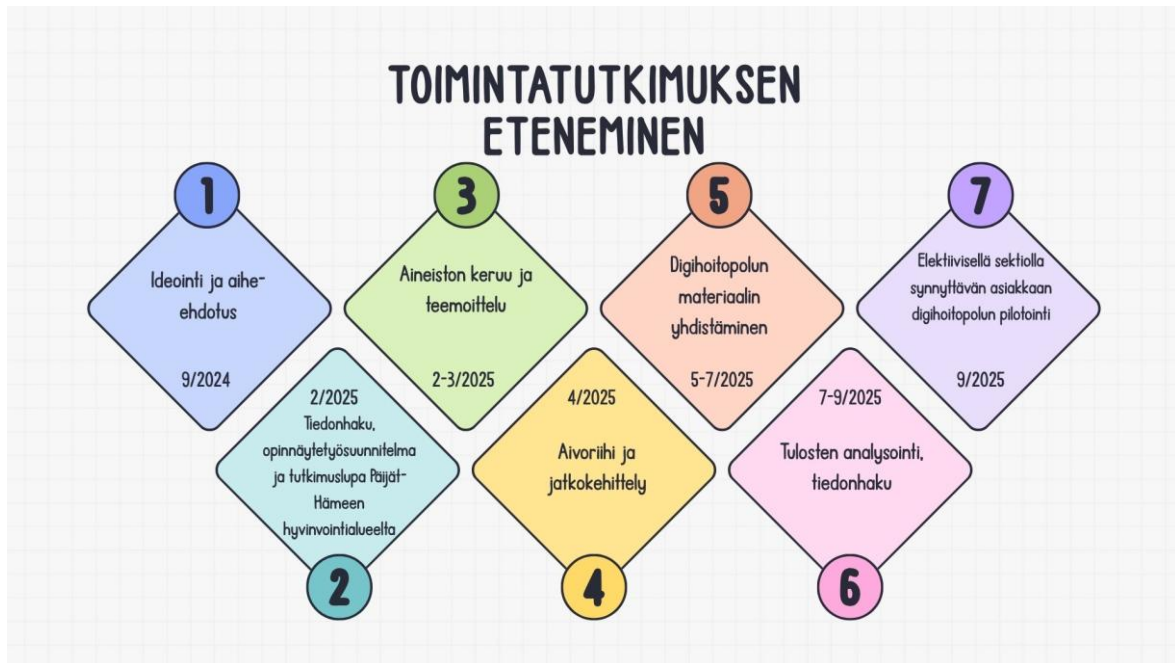 TOIMINTATUTKIMUKSEN
ETENEMINEN
1
Ideointi ja aihe-
ehdotus
9/2024
2/2025
Tiedonhaku,
opinnäytetyösuunnitelma
ja tutkimuslupa Päijät-
Hämeen
hyvinvointialueelta
2
3
Aineiston keruu ja
teemoittelu
2-3/2025
4/2025
Aivoriihi ja
jatkokehittely
4
5
Digihoitopolun
materiaalin
yhdistäminen
5-7/2025
7-9/2025
Tulosten analysointi,
tiedonhaku
6
7
Elektiivisellä sektiolla
synnyttävän asiakkaan
digihoitopolun pilotointi
9/2025